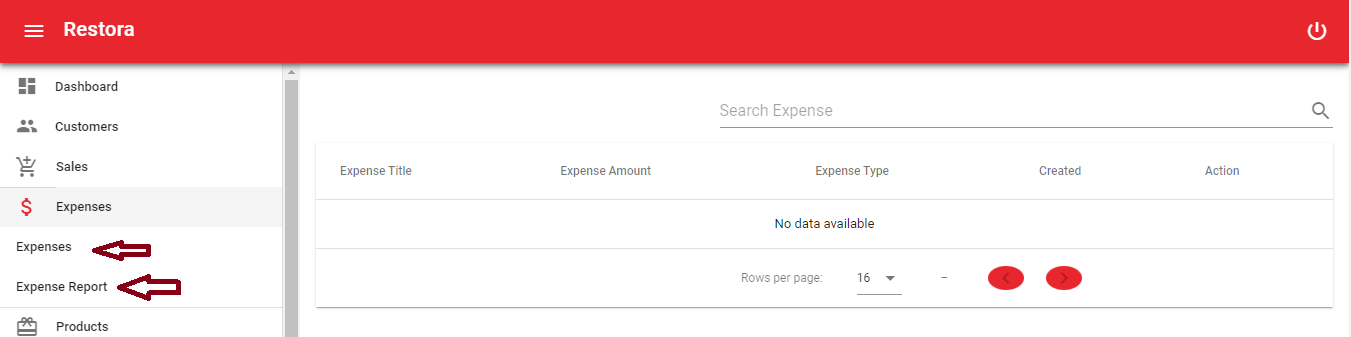 Restora
Dashboard
Customers
Sales
Expenses
Expenses
Expense Report
Products
Search Expense
Expense Title Expense Amount Expense Type Created Action
No data available
Rows per page: 16 –